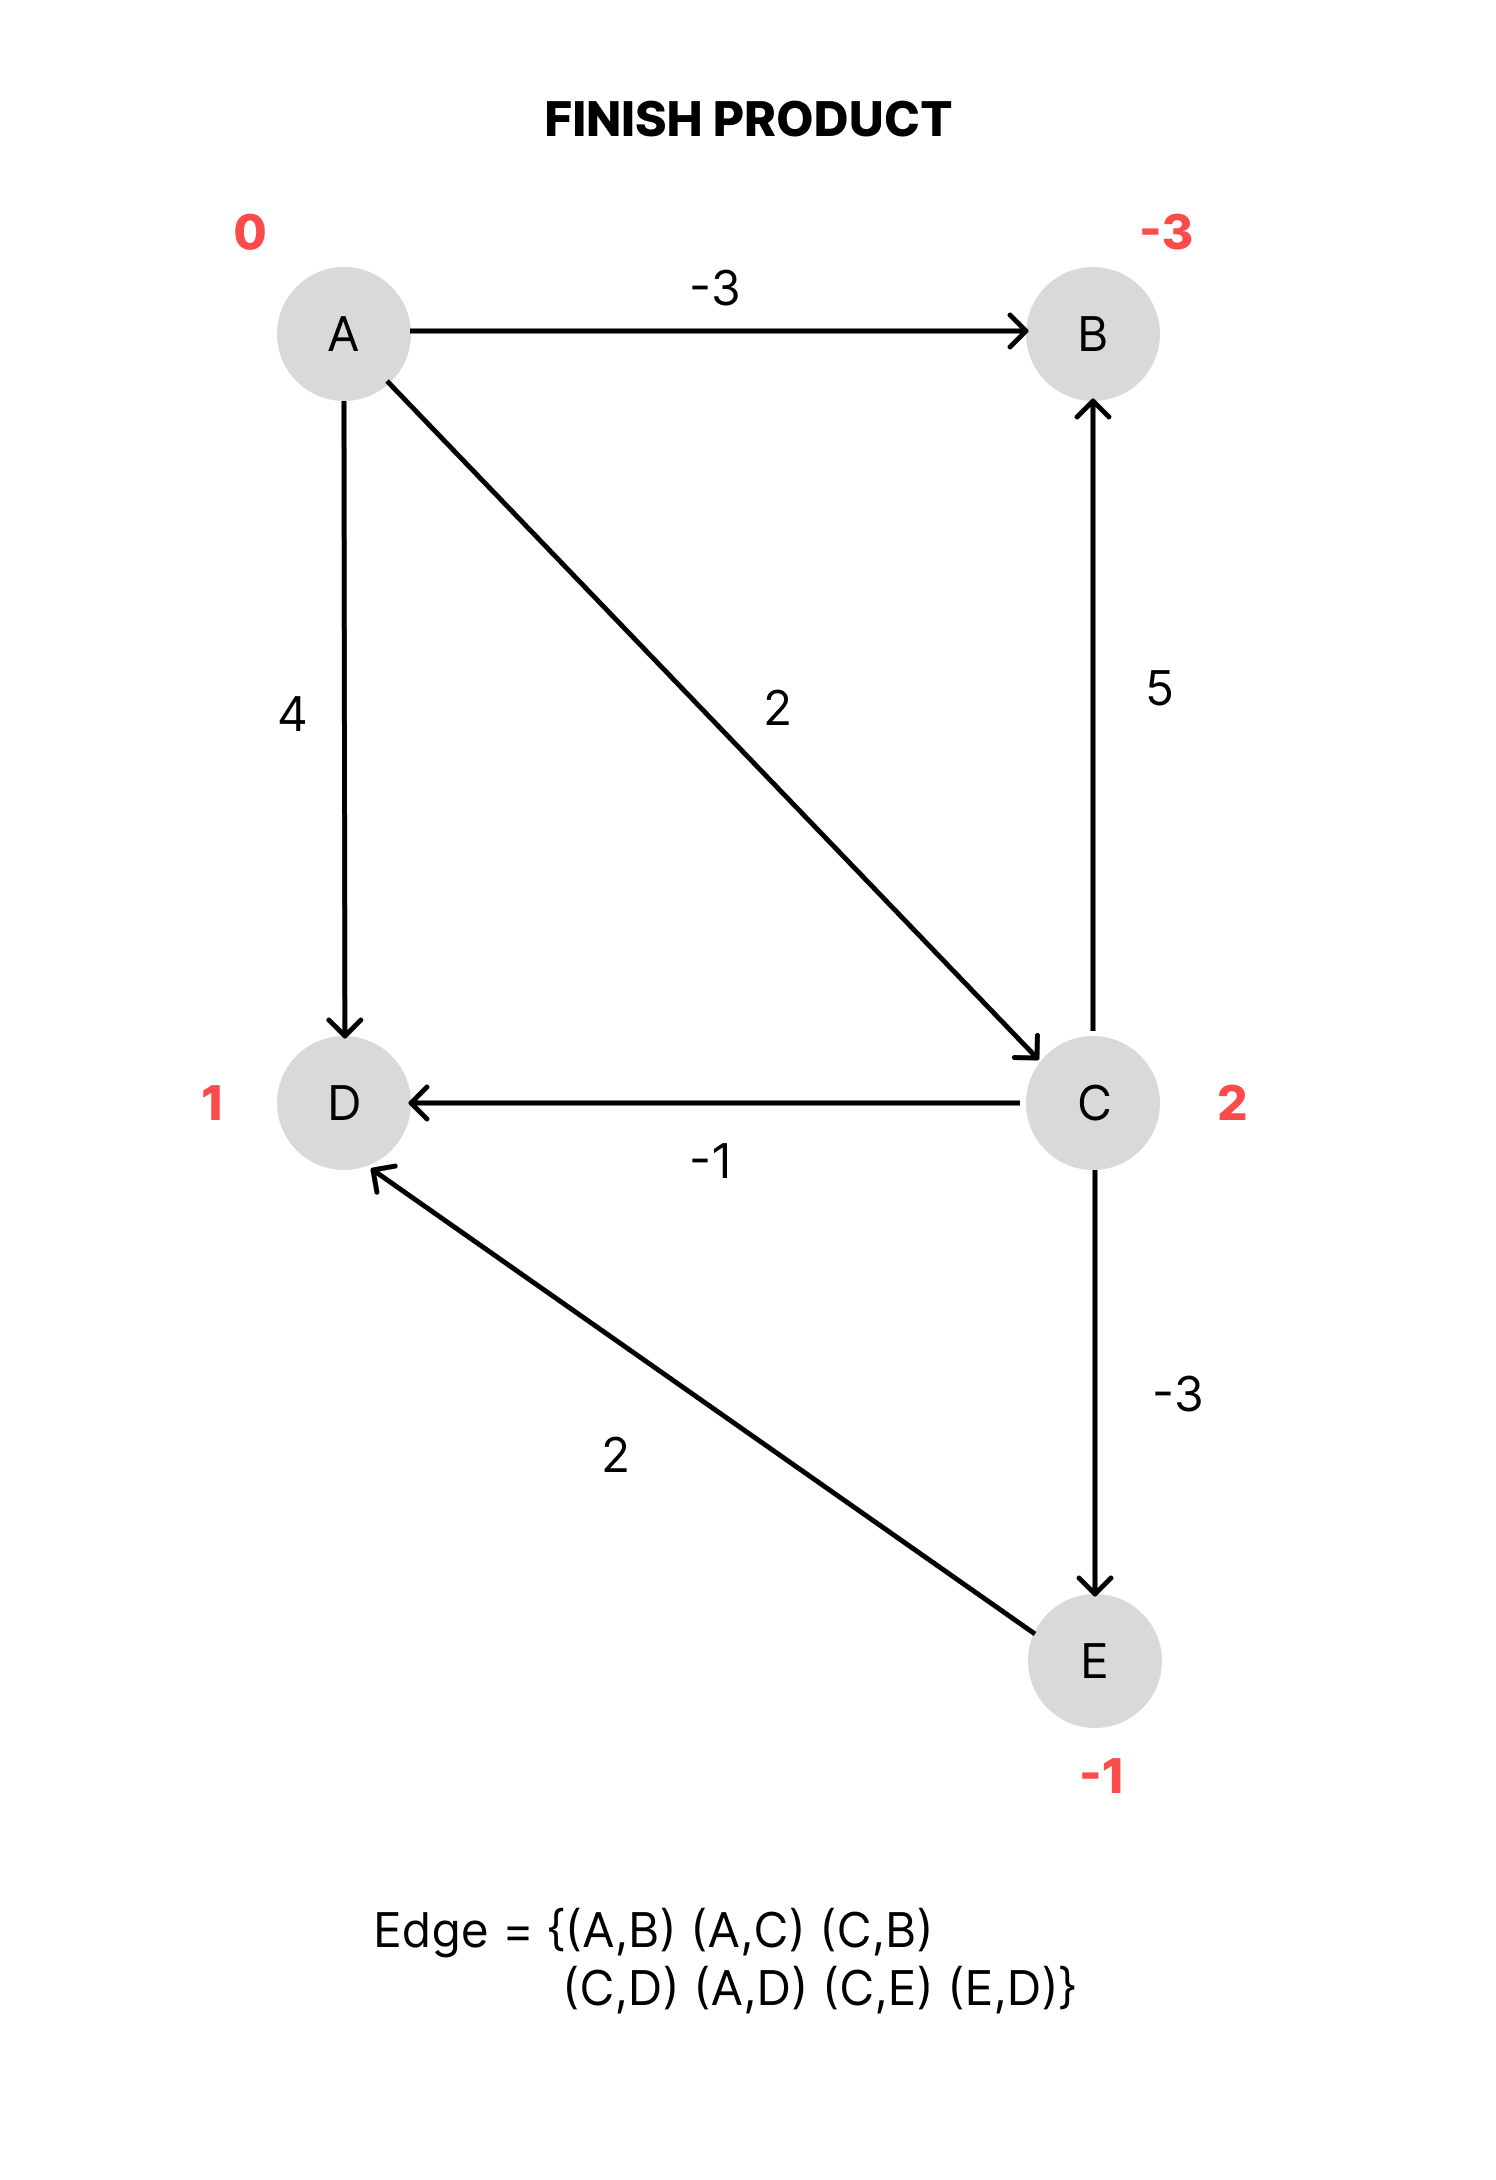 FINISH PRODUCT
0
-3
-3
A
B
4
2
5
1
D
C
2
-1
-3
2
E
-1
Edge = {(A,B) (A,C) (C,B)
(C,D) (A,D) (C,E) (E,D)}